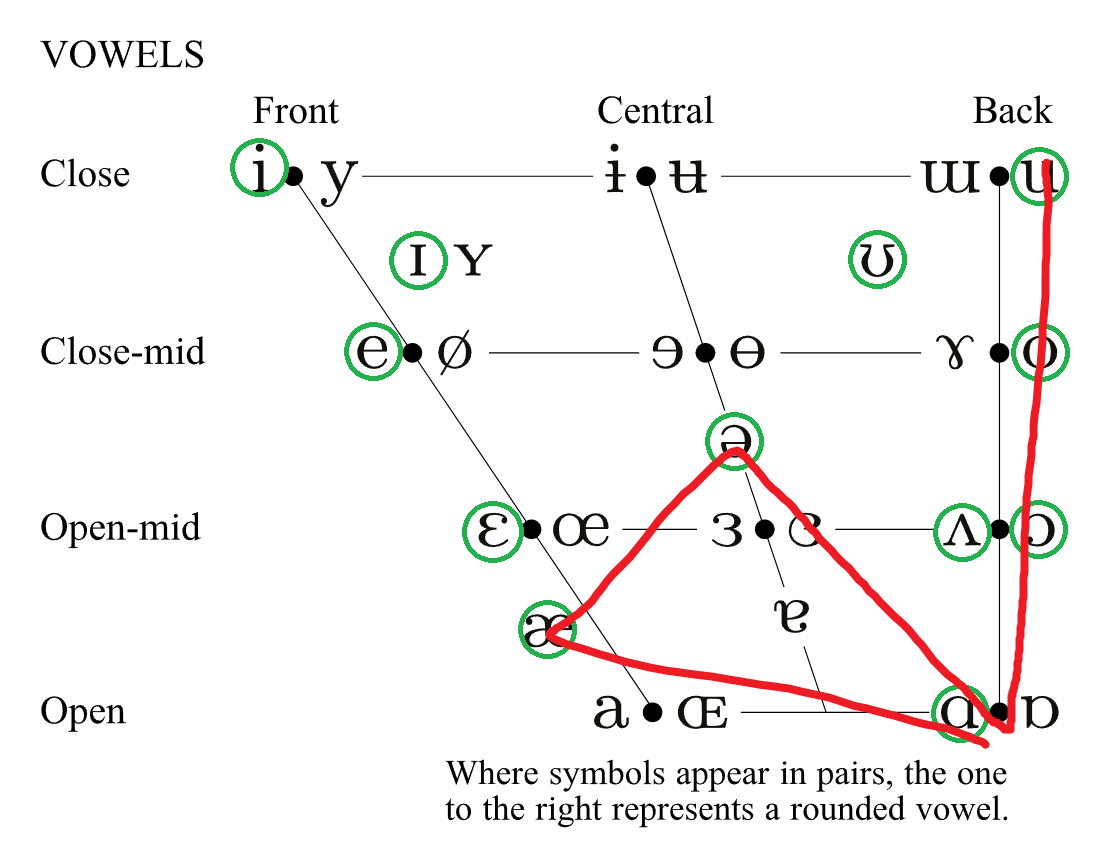 VOWELS
Front Central Back
Close i y ɨ ʉ ɯ u
ɪ ʏ ʊ
Close-mid e ø ɘ ɵ ɤ o
ə
Open-mid ɛ œ ɜ ɞ ʌ ɔ
æ ɐ
Open a ɶ ɑ ɒ
Where symbols appear in pairs, the one
to the right represents a rounded vowel.